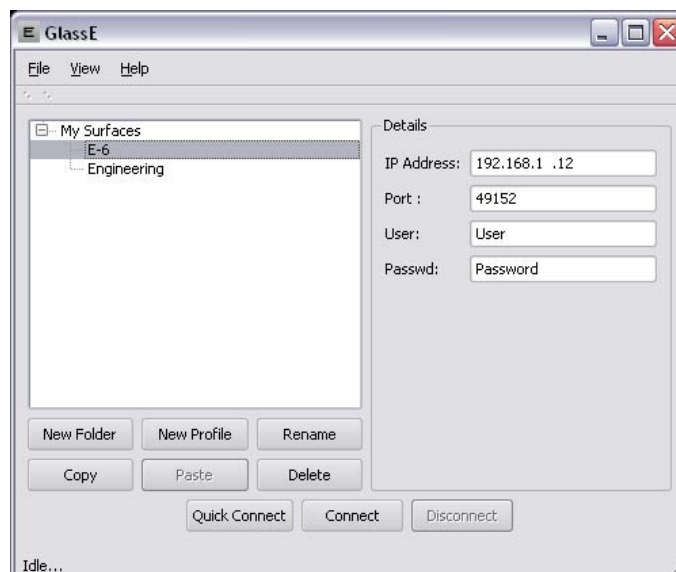 E GlassE
File View Help
My Surfaces
E-6
Engineering
Details
IP Address: 192.168.1 .12
Port : 49152
User: User
Passwd: Password
New Folder New Profile Rename
Copy Paste Delete
Quick Connect Connect Disconnect
Idle...